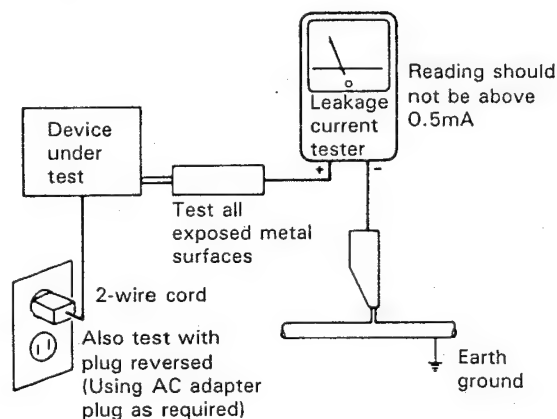 Device
under
test
Leakage
current
tester
+ -
Reading should
not be above
0.5mA
Test all
exposed metal
surfaces
2-wire cord
Also test with
plug reversed
(Using AC adapter
plug as required)
Earth
ground